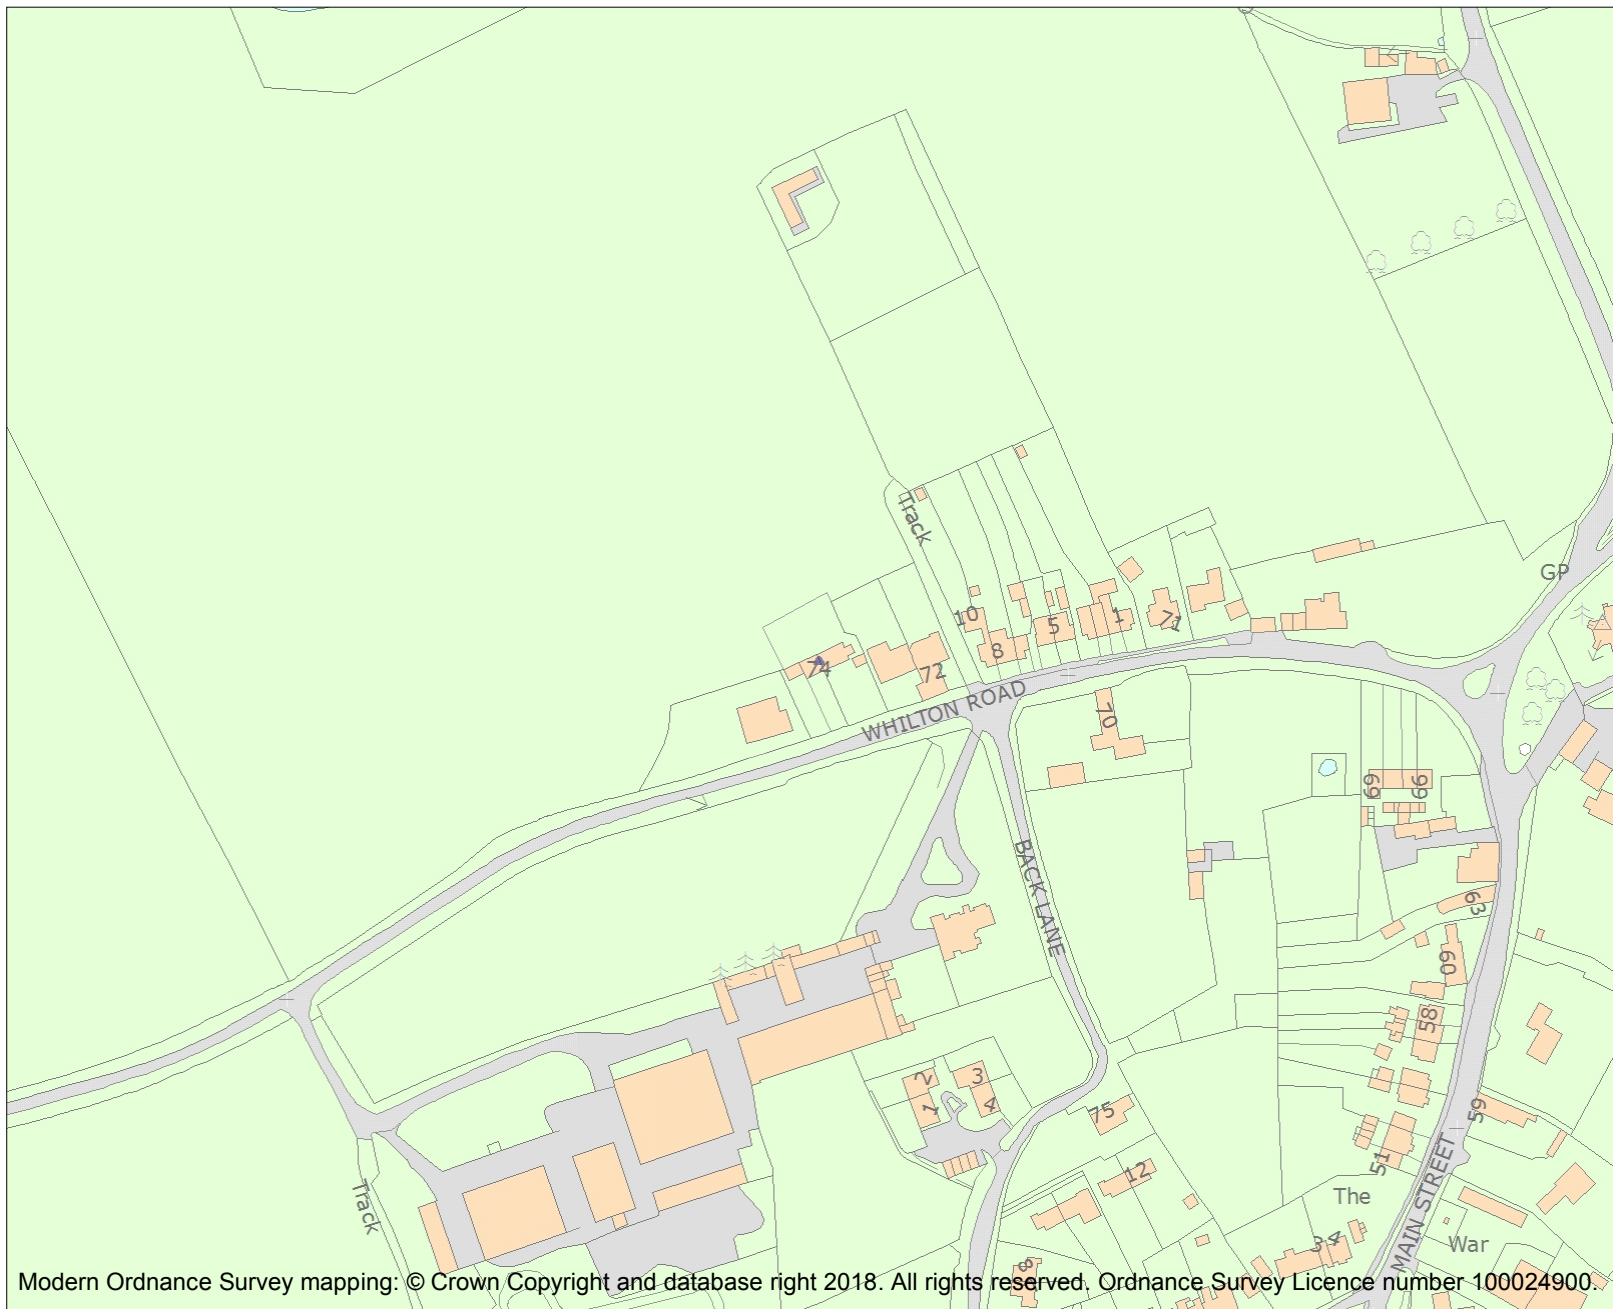 Track
GP
10
5
1
71
8
74
72
WHILTON ROAD
70
69
66
BACK LANE
63
60
58
2
3
1
4
75
59
12
51
Track
The
MAIN STREET
34
War
8
Modern Ordnance Survey mapping: © Crown Copyright and database right 2018. All rights reserved. Ordnance Survey Licence number 100024900.